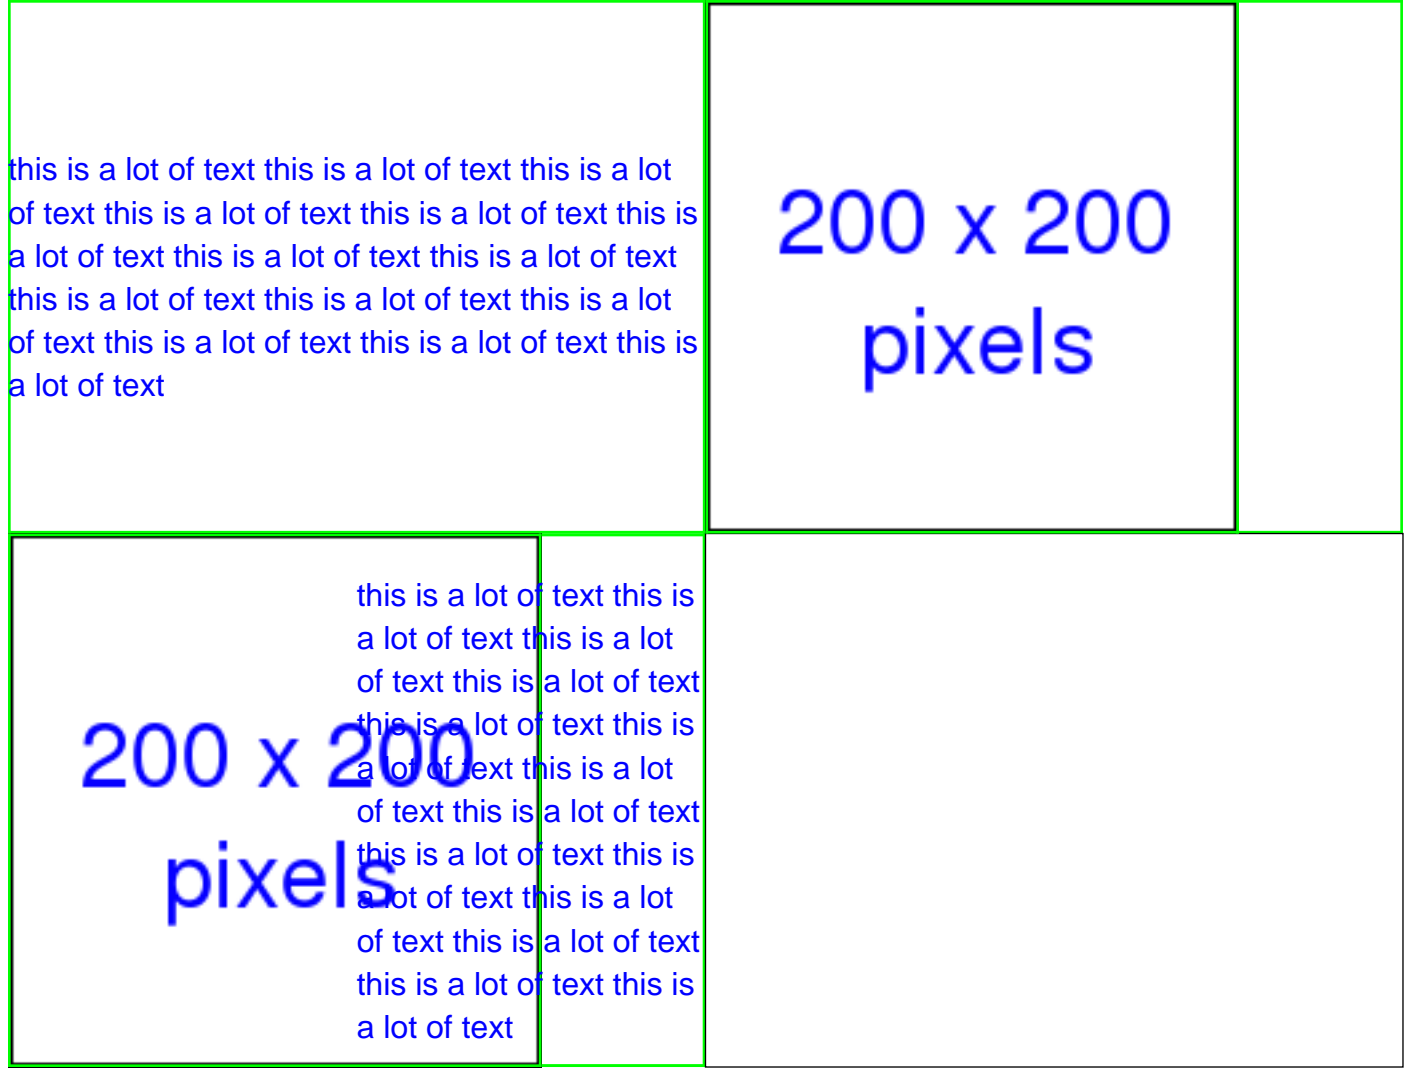 this is a lot of text this is a lot of text this is a lot
of text this is a lot of text this is a lot of text this is
a lot of text this is a lot of text this is a lot of text
this is a lot of text this is a lot of text this is a lot
of text this is a lot of text this is a lot of text this is
a lot of text
200 x 200
pixels
200 x 200
pixels
this is a lot of text this is
a lot of text this is a lot
of text this is a lot of text
this is a lot of text this is
a lot of text this is a lot
of text this is a lot of text
this is a lot of text this is
a lot of text this is a lot
of text this is a lot of text
this is a lot of text this is
a lot of text